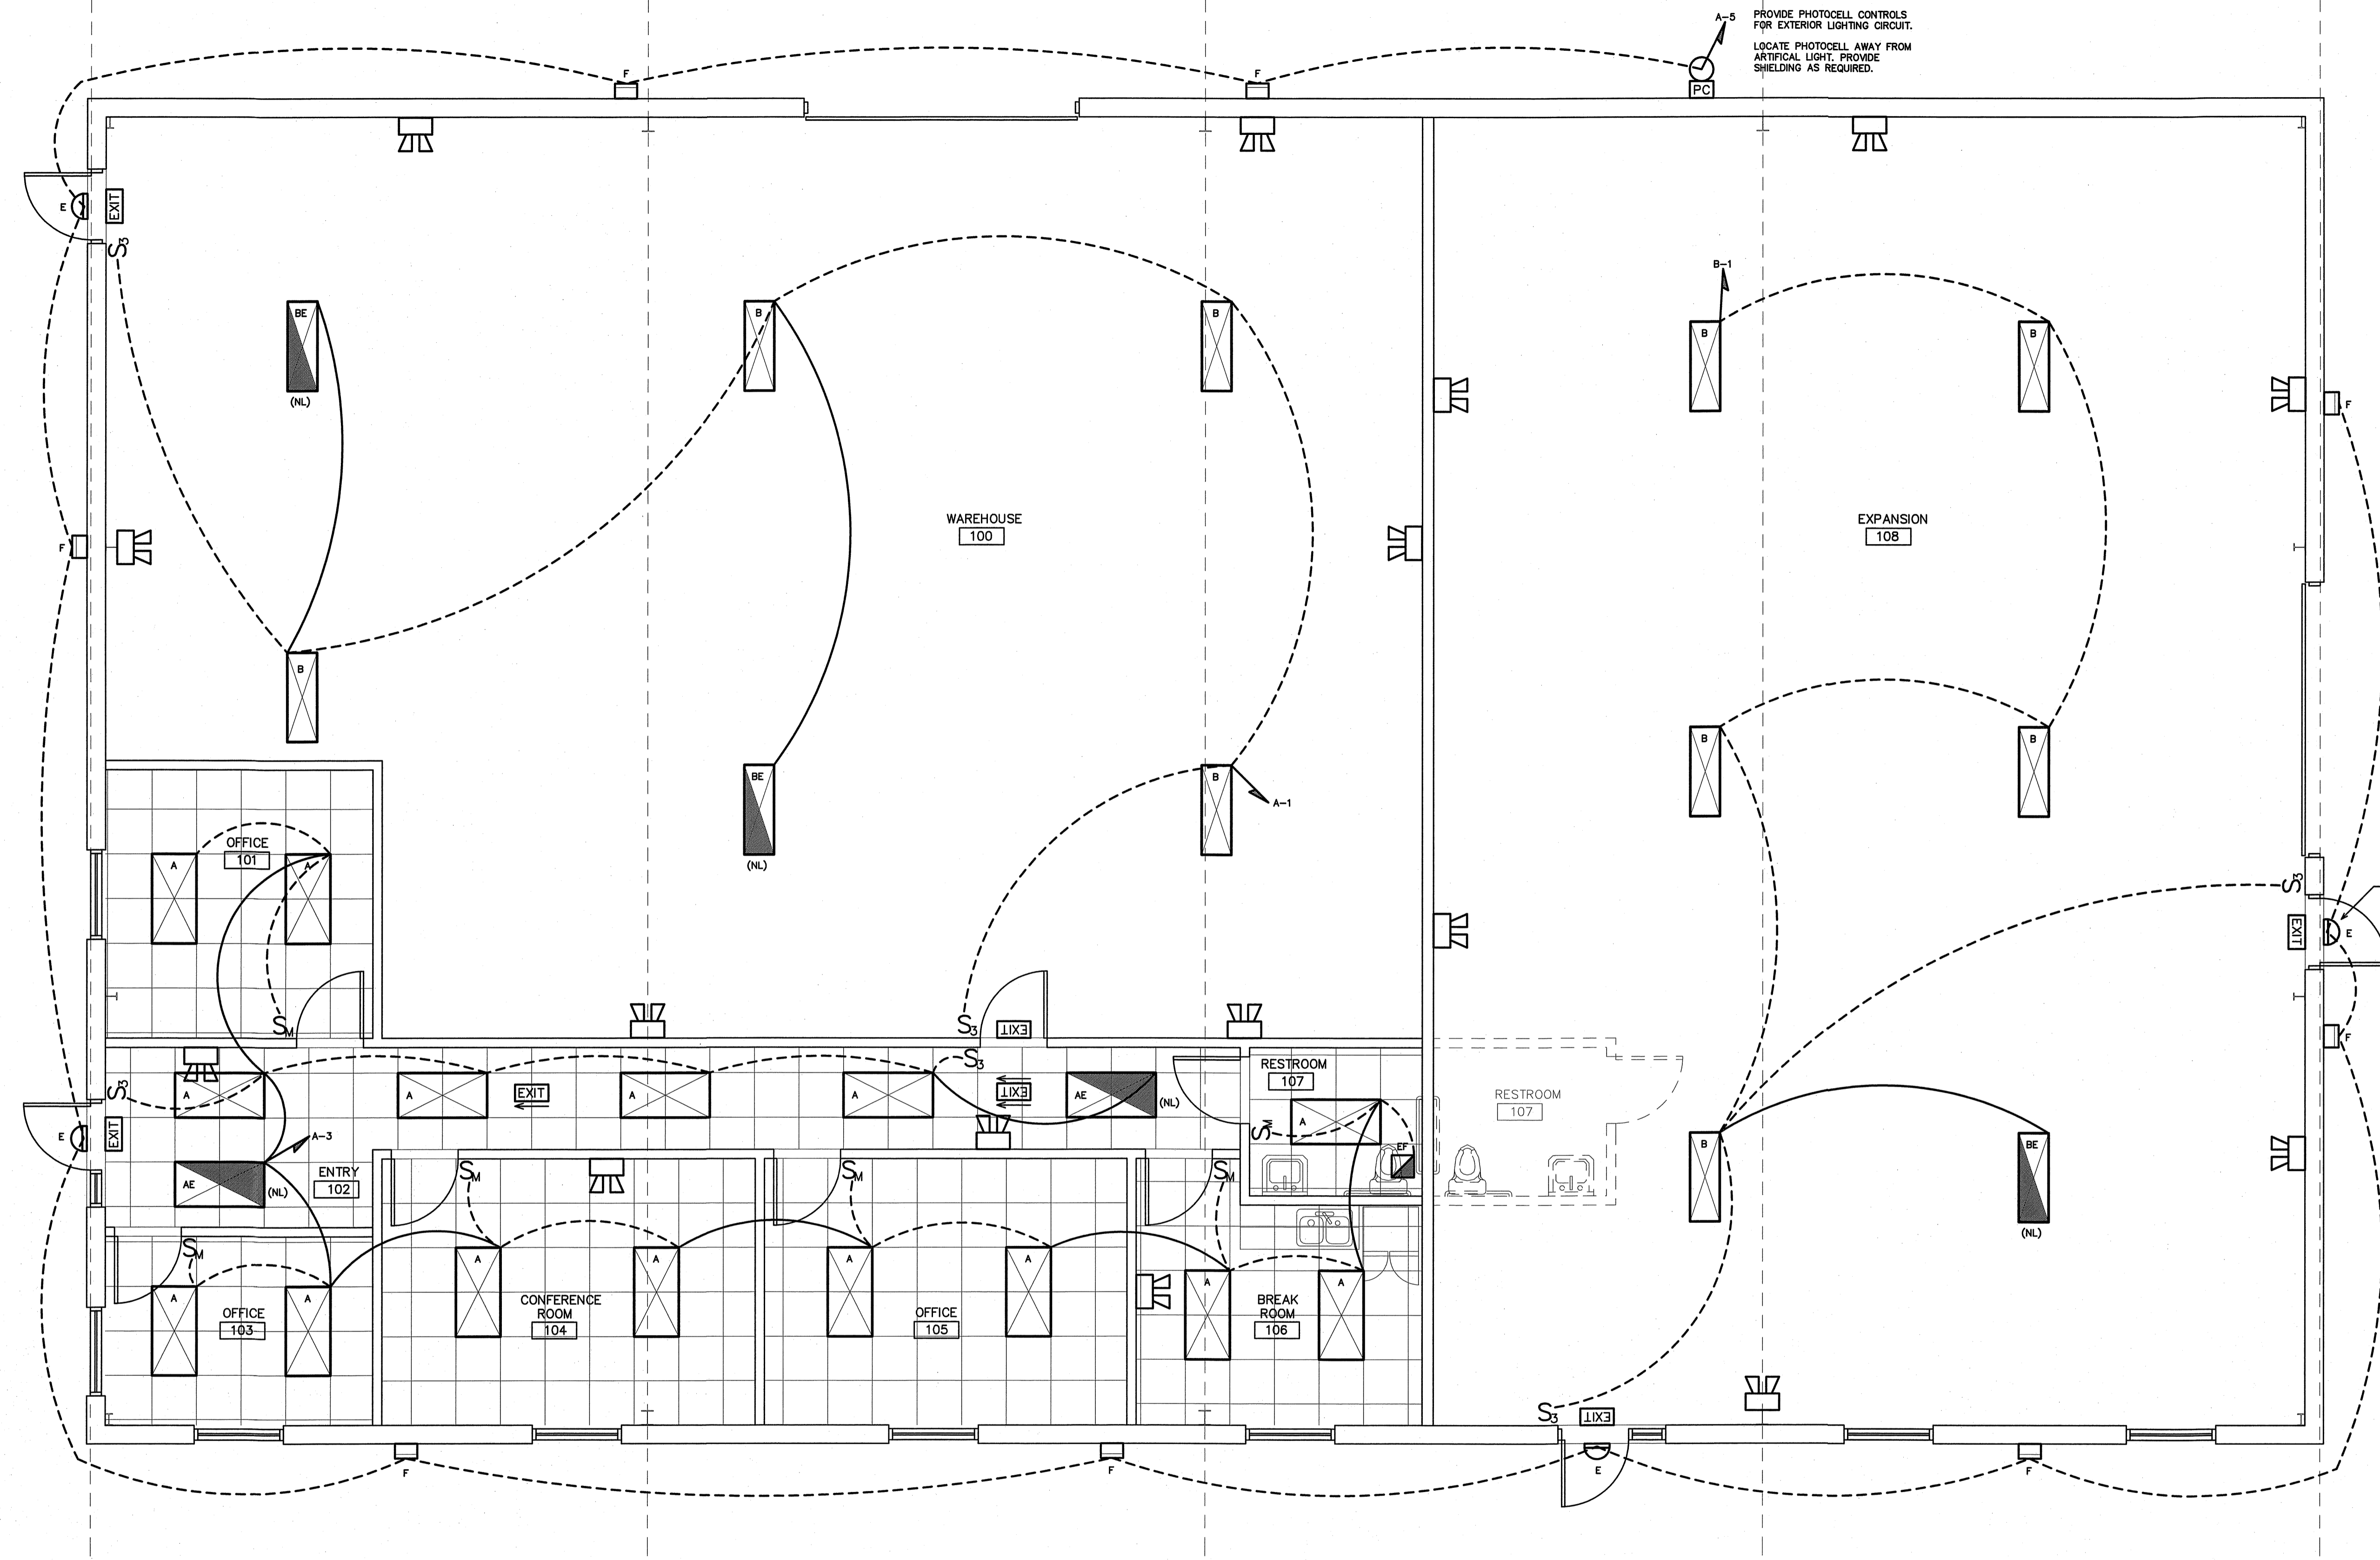 A-5
PROVIDE PHOTOCELL CONTROLS
FOR EXTERIOR LIGHTING CIRCUIT.
LOCATE PHOTOCELL AWAY FROM
ARTIFICAL LIGHT. PROVIDE
SHIELDING AS REQUIRED.
F
F
PC
E
EXIT
S3
B-1
BE
B
B
B
B
(NL)
F
WAREHOUSE
100
EXPANSION
108
F
B
B
B
BE
B
A-1
(NL)
OFFICE
101
A
A
S3
EXIT
E
SM
S3
EXIT
F
S3
RESTROOM
107
S3
A
A
EXIT
A
A
EXIT
AE
(NL)
RESTROOM
107
A
SM
E
EXIT
A-3
EF
B
BE
ENTRY
102
AE
(NL)
SM
SM
SM
(NL)
SM
A
A
A
A
A
A
A
A
OFFICE
103
CONFERENCE
ROOM
104
OFFICE
105
BREAK
ROOM
106
S3
EXIT
F
F
E
F